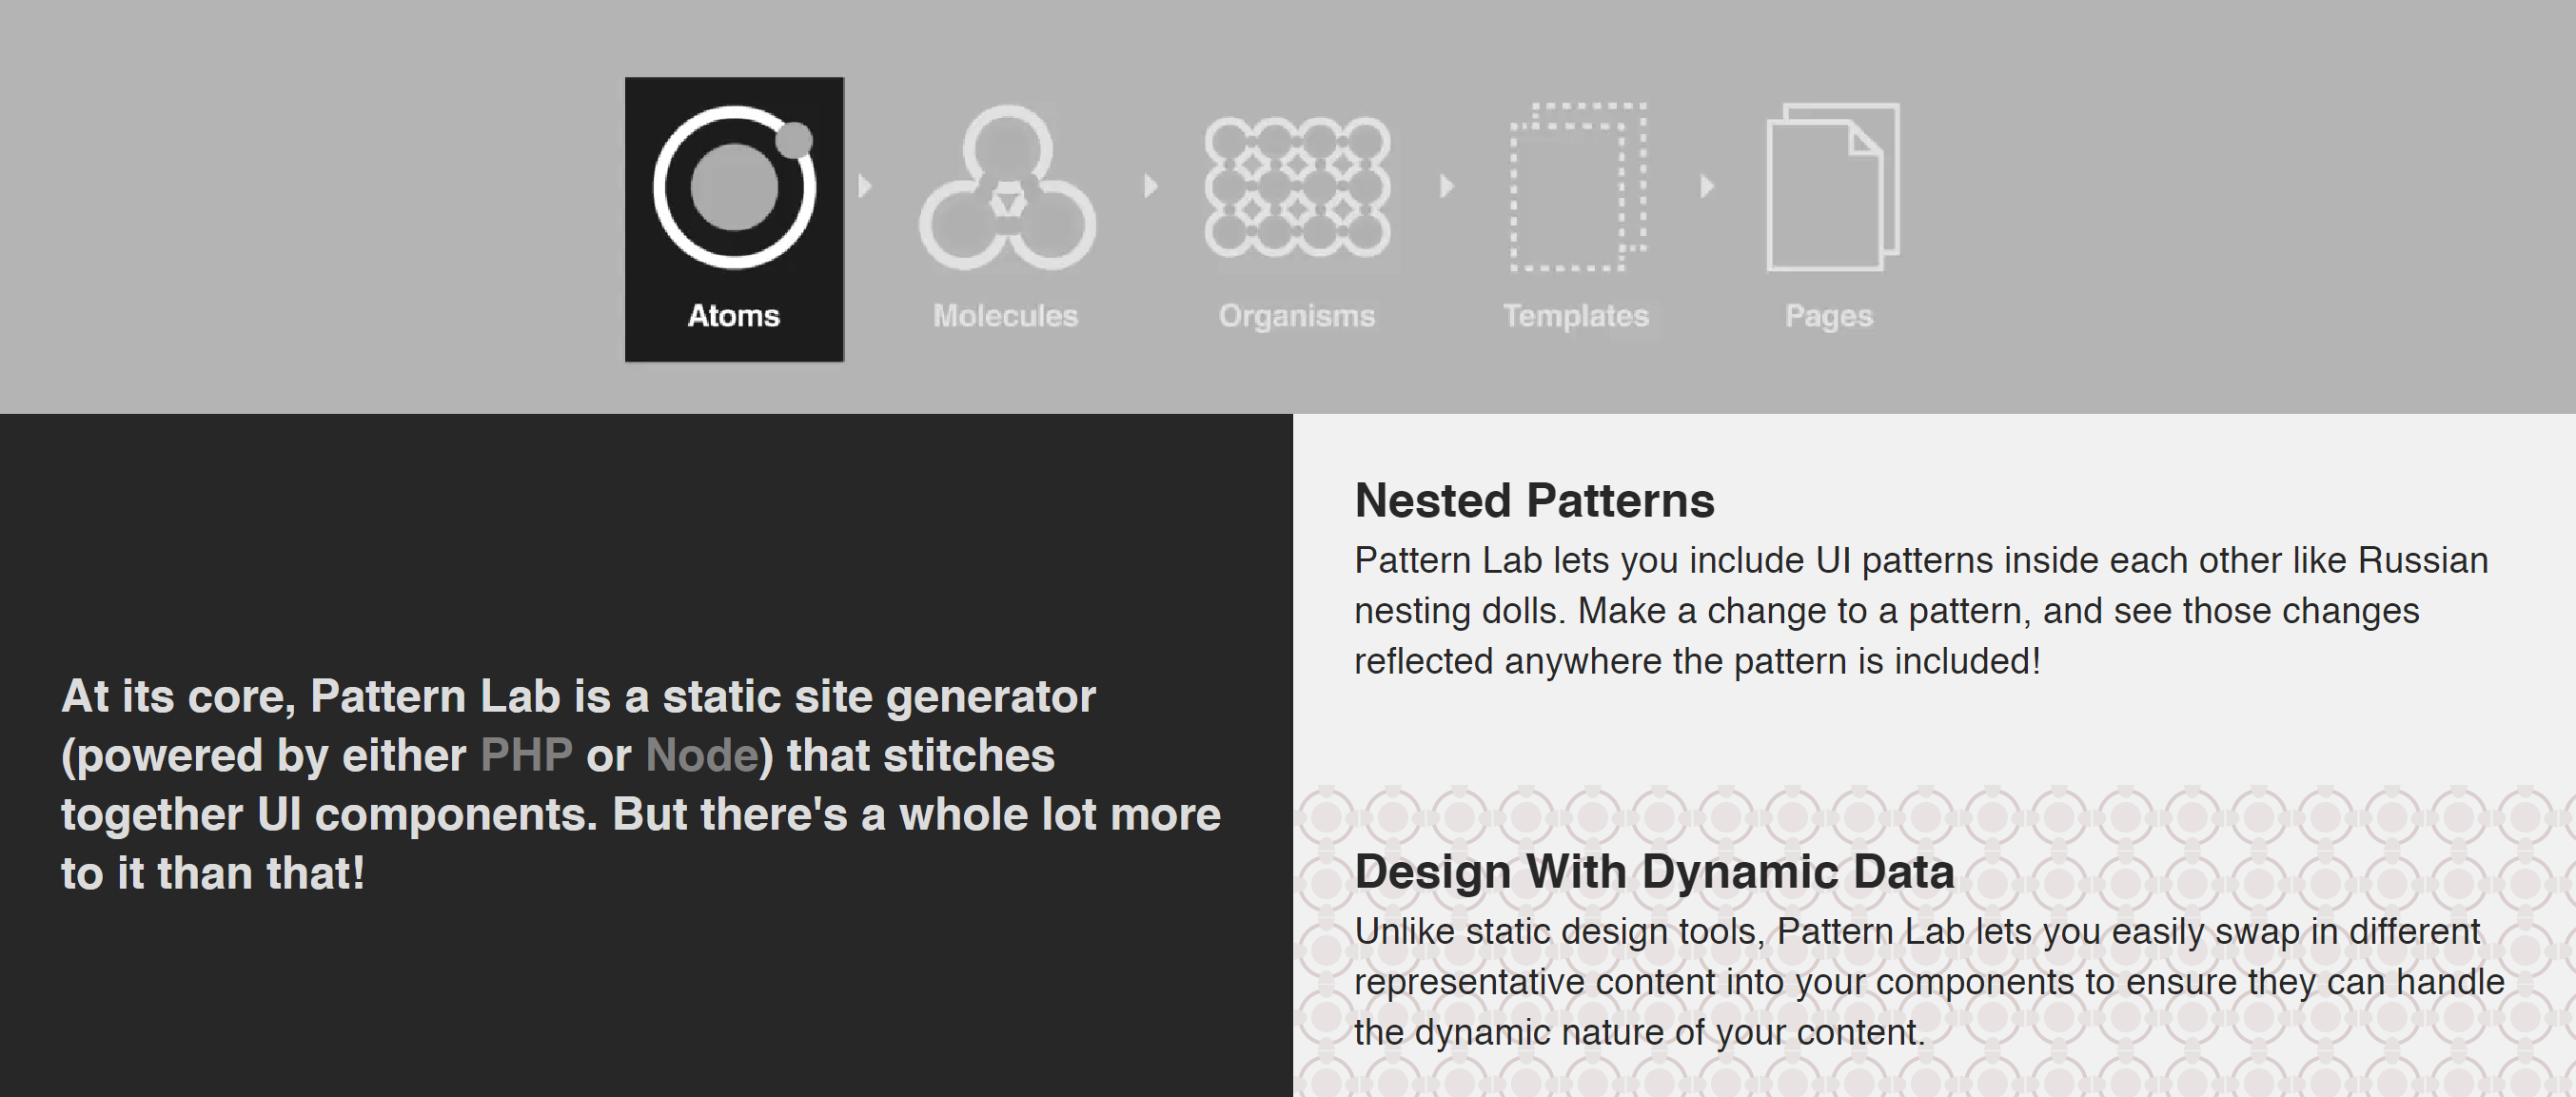 Atoms
Molecules
Organisms
Templates
Pages
At its core, Pattern Lab is a static site generator
(powered by either PHP or Node) that stitches
together UI components. But there's a whole lot more
to it than that!
Nested Patterns
Pattern Lab lets you include UI patterns inside each other like Russian
nesting dolls. Make a change to a pattern, and see those changes
reflected anywhere the pattern is included!
Design With Dynamic Data
Unlike static design tools, Pattern Lab lets you easily swap in different
representative content into your components to ensure they can handle
the dynamic nature of your content.